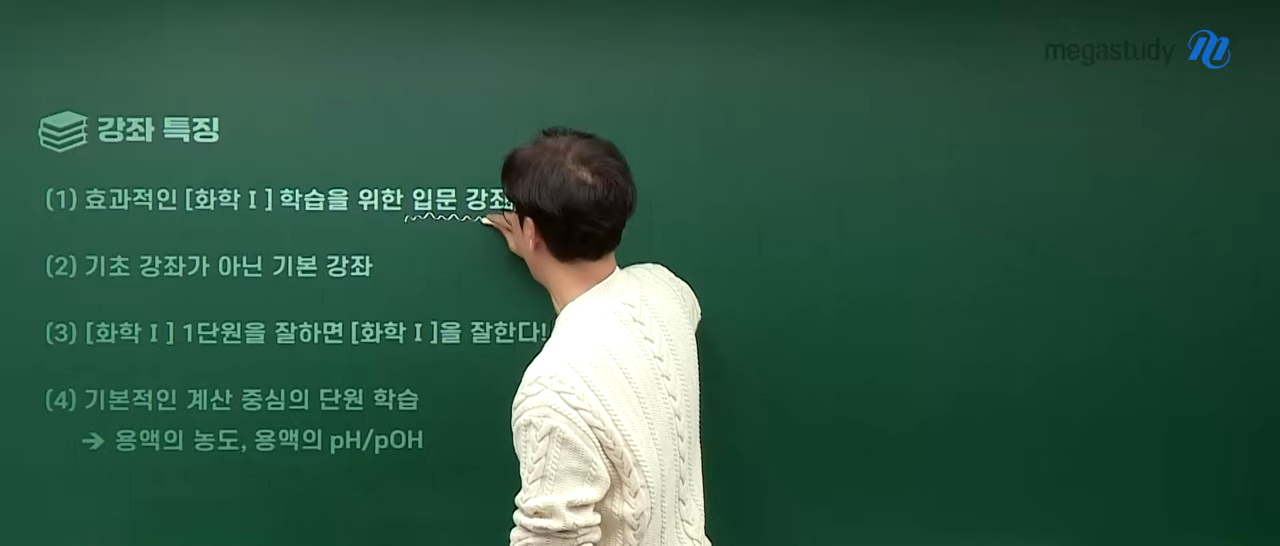 megastudy
강좌 특징
(1) 효과적인 [화학 I] 학습을 위한 입문 강좌
(2) 기초 강좌가 아닌 기본 강좌
(3) [화학 I] 1단원을 잘하면 [화학 I]을 잘한다!
(4) 기본적인 계산 중심의 단원 학습
➔ 용액의 농도, 용액의 pH/pOH